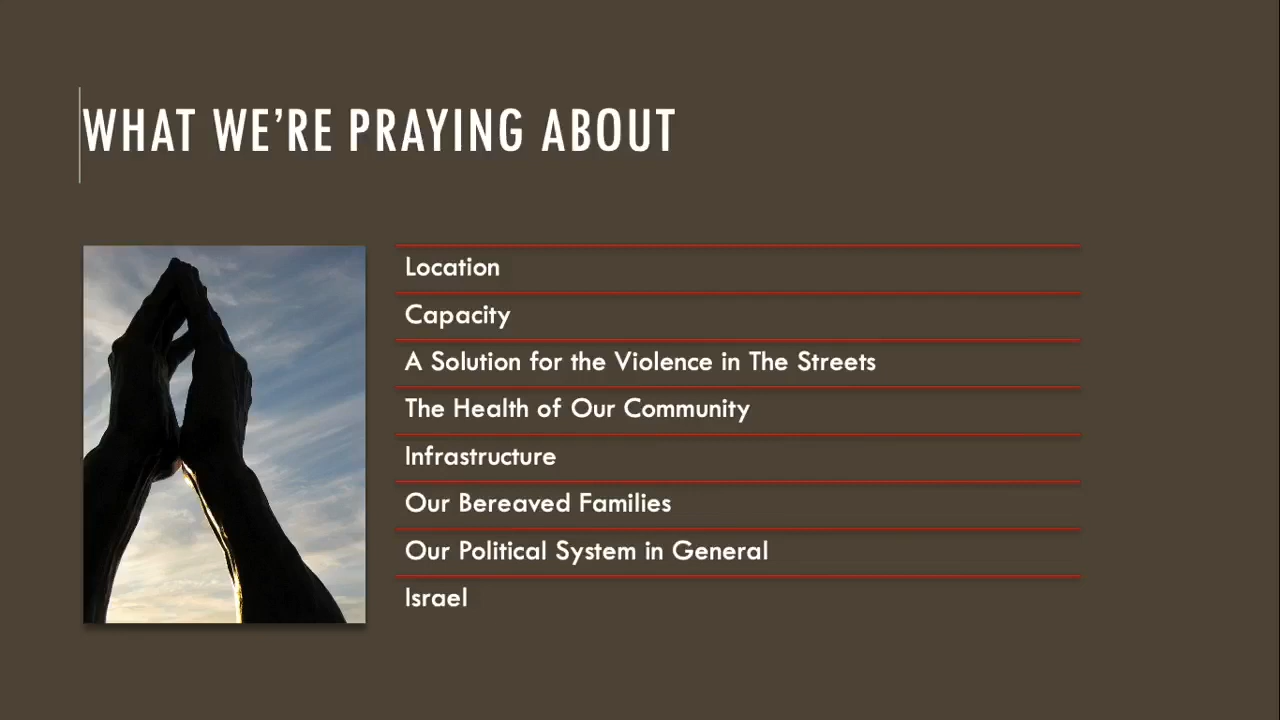 WHAT WE’RE PRAYING ABOUT
Location
Capacity
A Solution for the Violence in The Streets
The Health of Our Community
Infrastructure
Our Bereaved Families
Our Political System in General
Israel